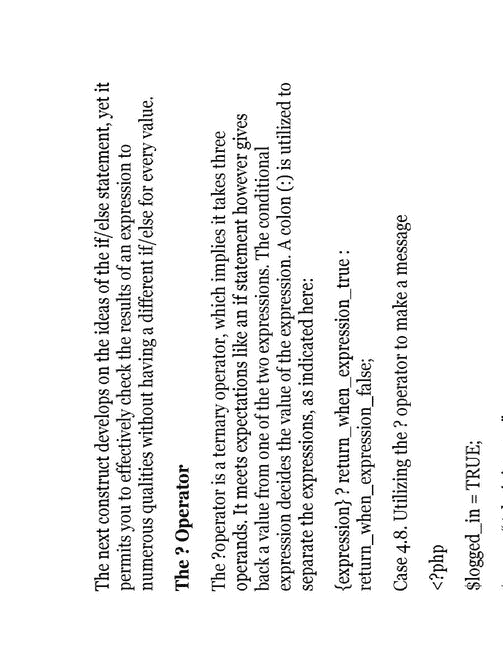 The next construct develops on the ideas of the if/else statement, yet it
permits you to effectively check the results of an expression to
numerous qualities without having a different if/else for every value.
The ? Operator
The ?operator is a ternary operator, which implies it takes three
operands. It meets expectations like an if statement however gives
back a value from one of the two expressions. The conditional
expression decides the value of the expression. A colon (:) is utilized to
separate the expressions, as indicated here:
{expression} ? return_when_expression_true :
return_when_expression_false;
Case 4.8. Utilizing the ? operator to make a message
<?php
$logged_in = TRUE;